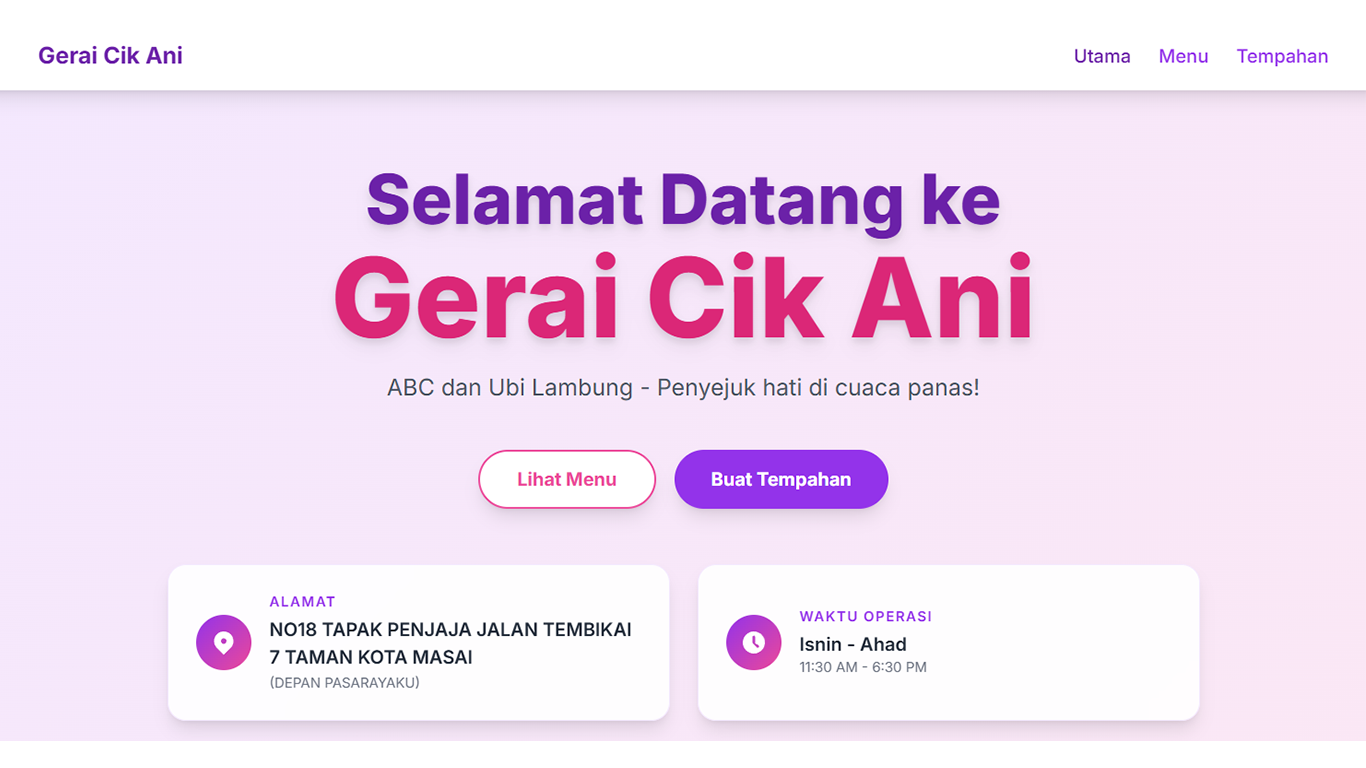 Gerai Cik Ani
Utama
Menu
Tempahan
Selamat Datang ke
Gerai Cik Ani
ABC dan Ubi Lambung - Penyejuk hati di cuaca panas!
Lihat Menu
Buat Tempahan
ALAMAT
NO18 TAPAK PENJAJA JALAN TEMBIKAI
7 TAMAN KOTA MASAI
(DEPAN PASARAYAKU)
WAKTU OPERASI
Isnin - Ahad
11:30 AM - 6:30 PM